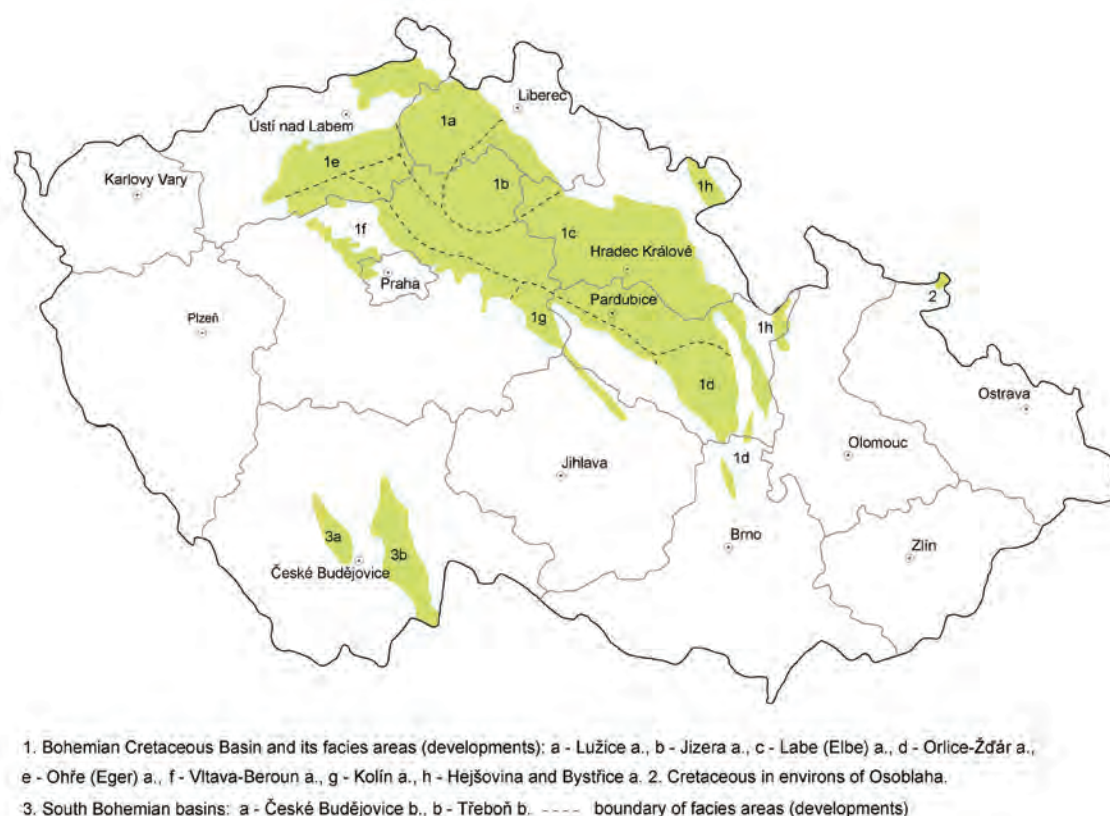 Liberec
Ústí nad Labem
1a
1e
Karlovy Vary
1b
1h
1f
1c
Hradec Králové
Praha
2
Pardubice
Plzeň
1g
1h
1d
Ostrava
Olomouc
1d
Jihlava
3a
Brno
3b
Zlín
České Budějovice
1. Bohemian Cretaceous Basin and its facies areas (developments): a - Lužice a., b - Jizera a., c - Labe (Elbe) a., d - Orlice-Žďár a.,
e - Ohře (Eger) a., f - Vltava-Beroun a., g - Kolín a., h - Hejšovina and Bystřice a. 2. Cretaceous in environs of Osoblaha.
3. South Bohemian basins: a - České Budějovice b., b - Třeboň b. ---- boundary of facies areas (developments)